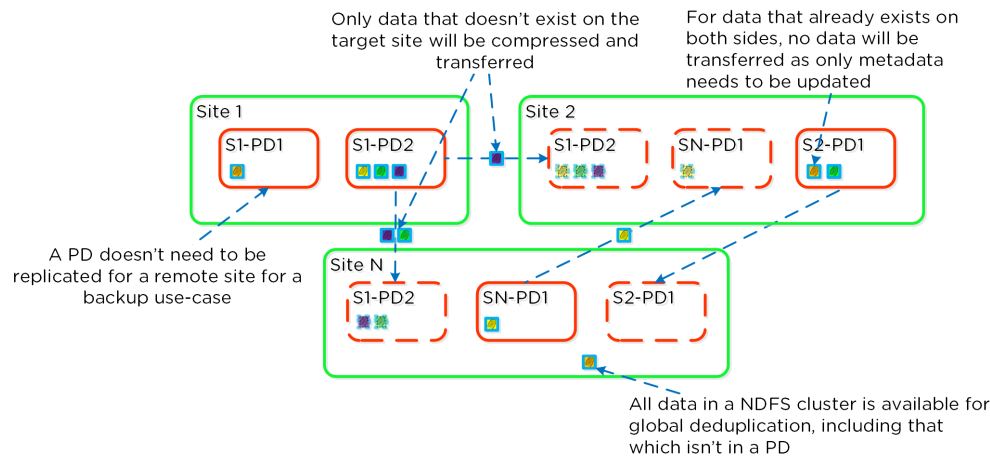 Only data that doesn't exist on the
target site will be compressed and
transferred
For data that already exists on
both sides, no data will be
transferred as only metadata
needs to be updated
Site 1
S1-PD1
S1-PD2
Site 2
S1-PD2
SN-PD1
S2-PD1
A PD doesn't need to be
replicated for a remote site for a
backup use-case
Site N
S1-PD2
SN-PD1
S2-PD1
All data in a NDFS cluster is available for
global deduplication, including that
which isn't in a PD